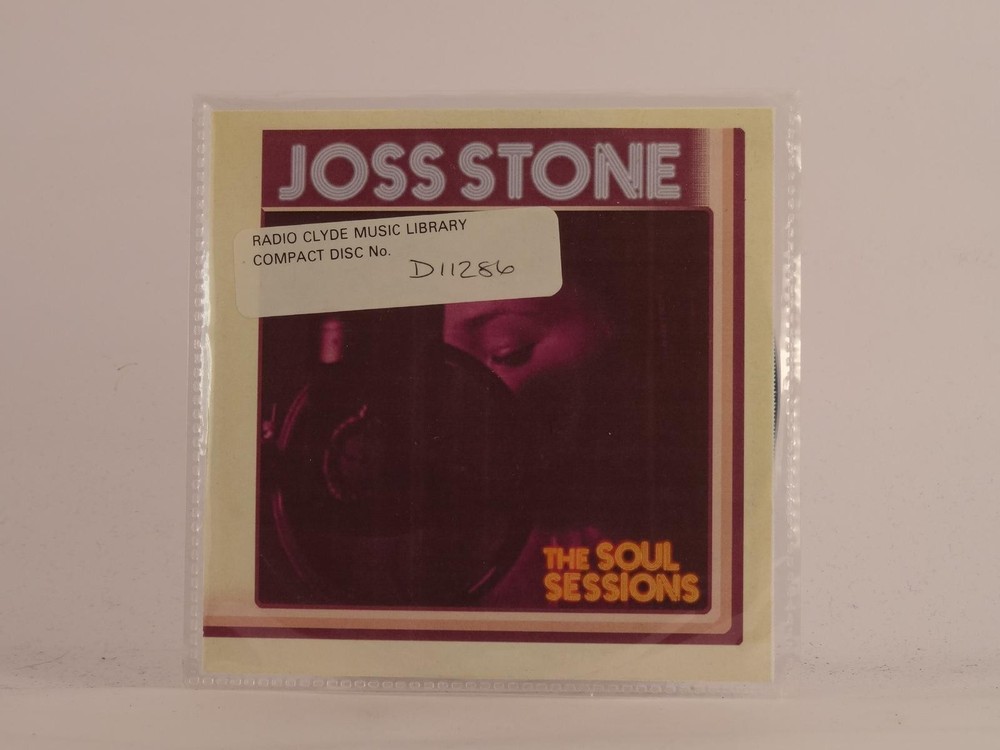 JOSS STONE
RADIO CLYDE MUSIC LIBRARY
COMPACT DISC No.
D11286
THE SOUL
SESSIONS